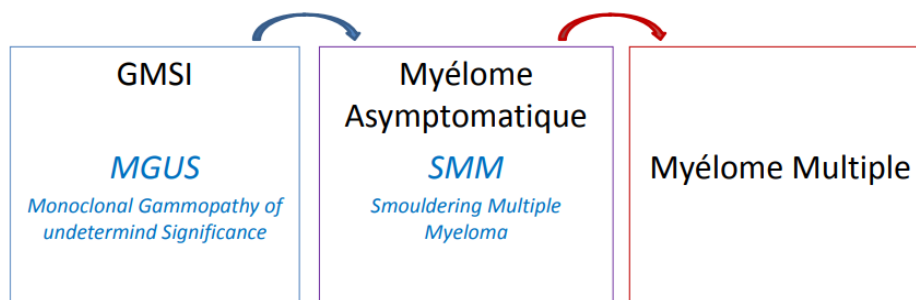 GMSI
MGUS
Monoclonal Gammopathy of
undetermind Significance
Myélome
Asymptomatique
SMM
Smouldering Multiple
Myeloma
Myélome Multiple